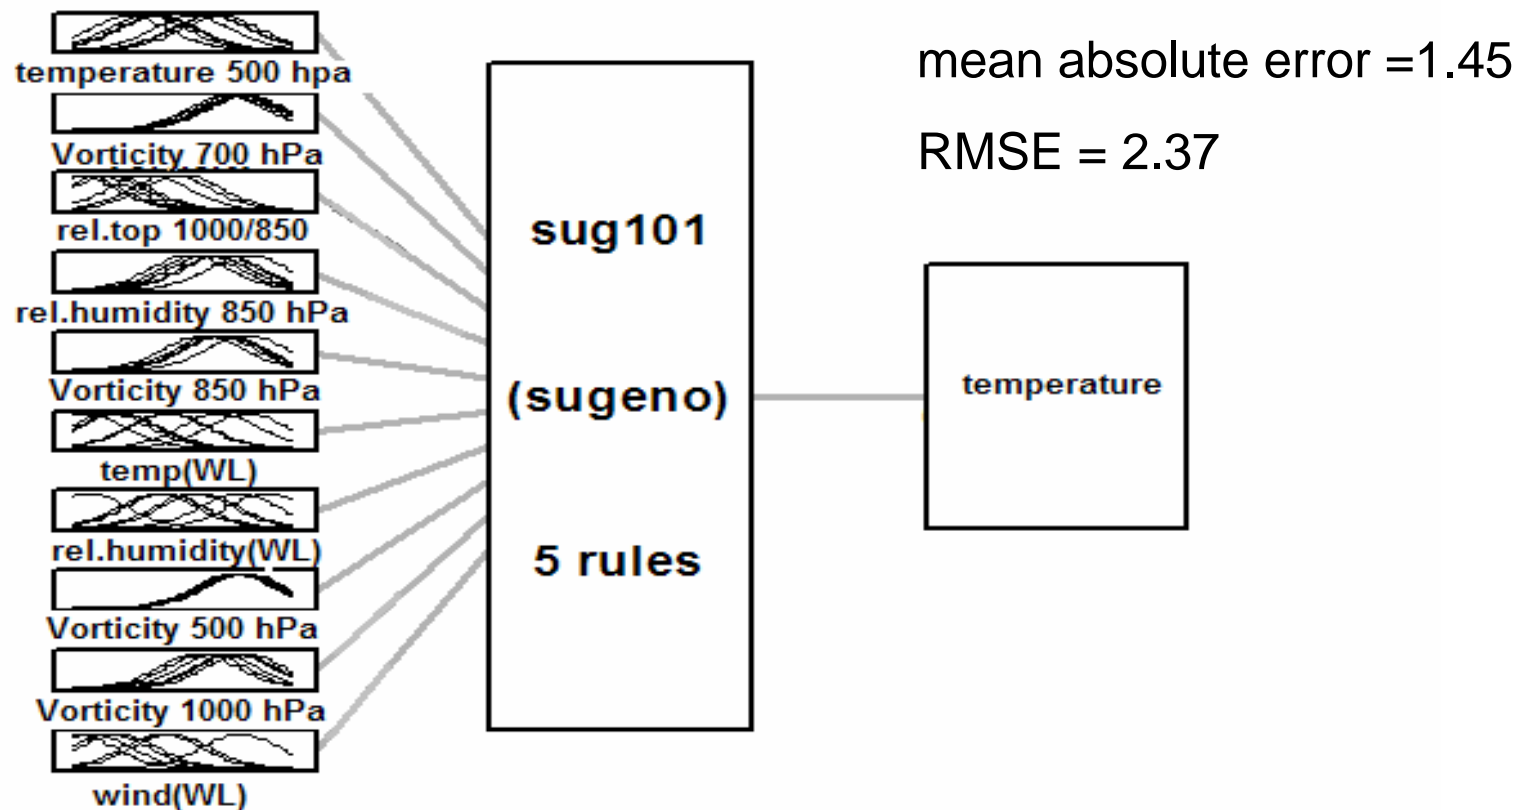 temperature 500 hpa
Vorticity 700 hPa
rel.top 1000/850
rel.humidity 850 hPa
Vorticity 850 hPa
temp(WL)
rel.humidity(WL)
Vorticity 500 hPa
Vorticity 1000 hPa
wind(WL)
sug101
(sugeno)
5 rules
mean absolute error =1.45
RMSE = 2.37
temperature